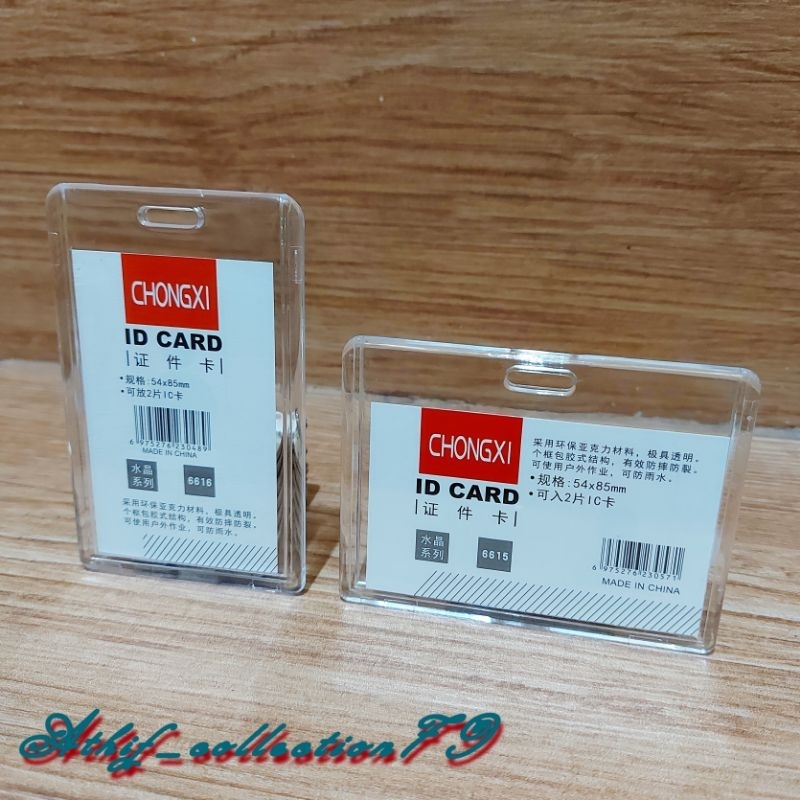 CHONGXI
ID CARD
证件卡
•规格:54x85mm
•可放2片IC卡
6 975276 230489
MADE IN CHINA
水晶
系列
6616
采用环保亚克力材料,极具透明。
个框包胶式结构,有效防摔防裂。
可使用户外作业,可防雨水。
CHONGXI
ID CARD
证件卡
水晶
系列
6615
采用环保亚克力材料,极具透明。
个框包胶式结构,有效防摔防裂。
可使用户外作业,可防雨水。
•规格:54x85mm
•可入2片IC卡
6 975276 230571
MADE IN CHINA
Athif_collection79